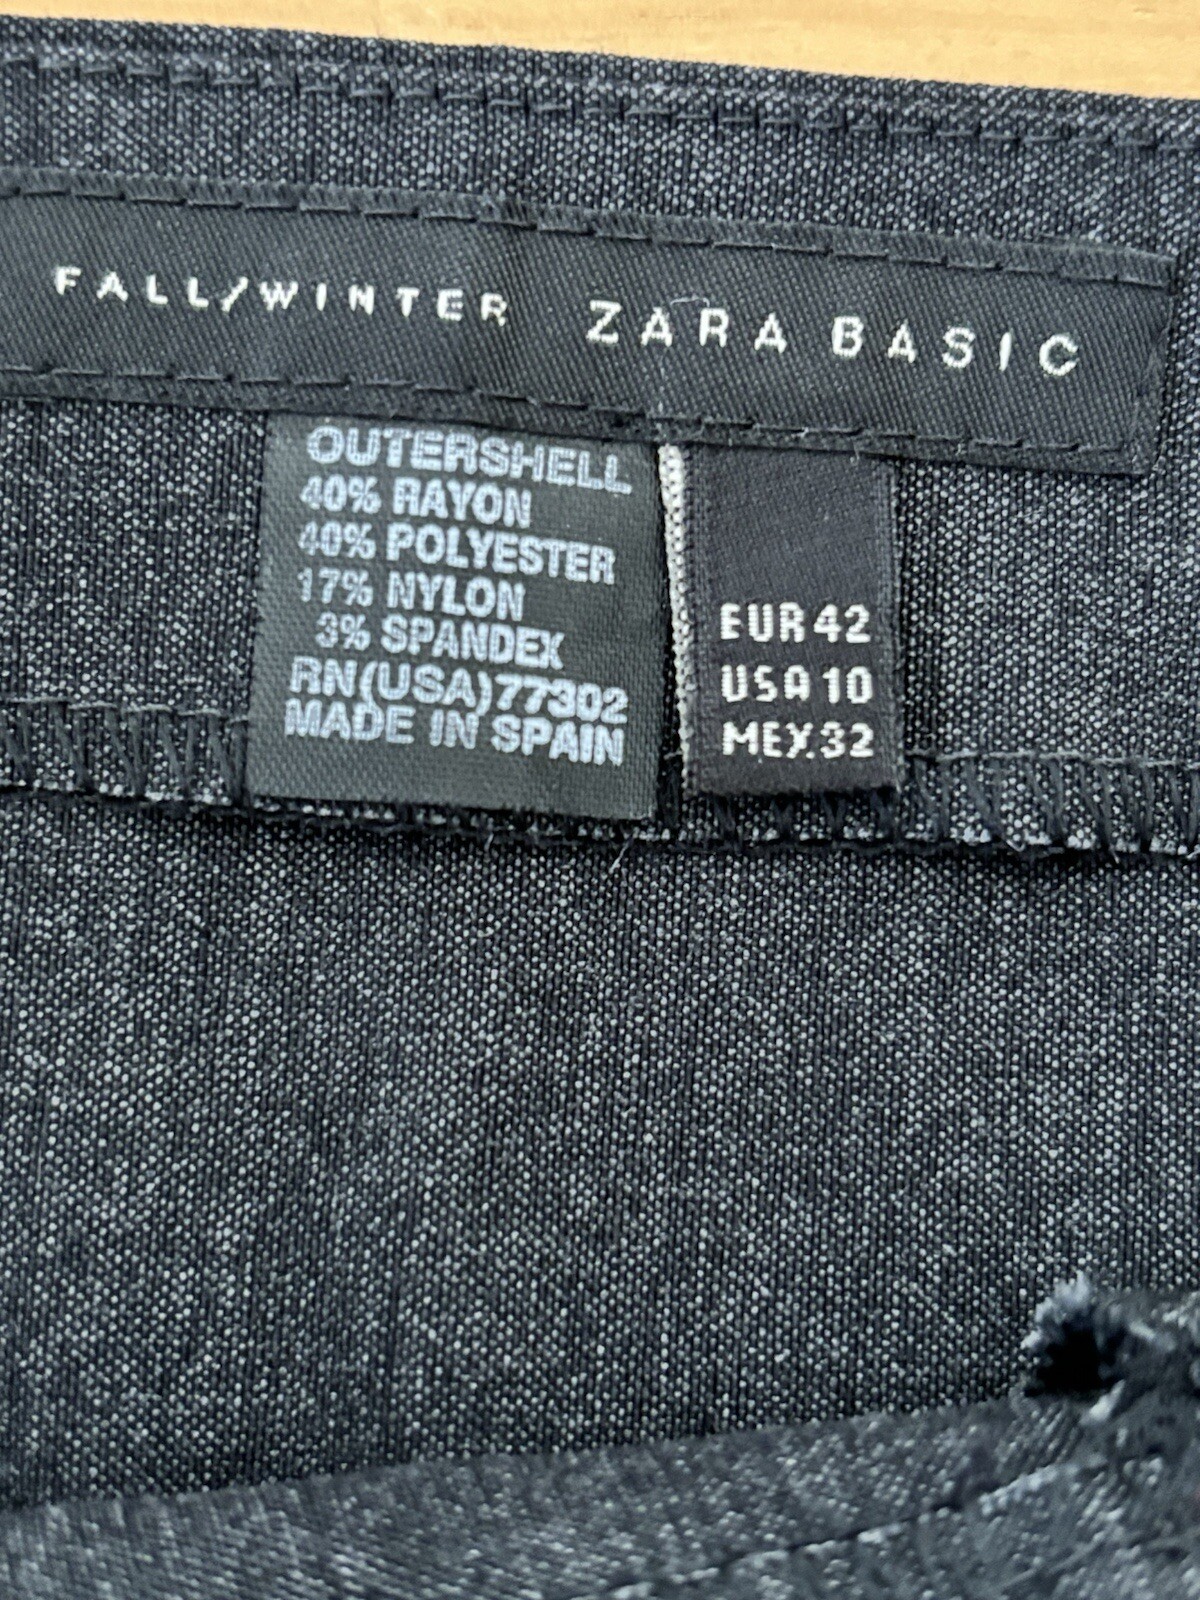 FALL/WINTER ZARA BASIC
OUTERSHELL
40% RAYON
40% POLYESTER
17% NYLON
3% SPANDEX
RN(USA)77302
MADE IN SPAIN
EUR 42
USA 10
MEX 32